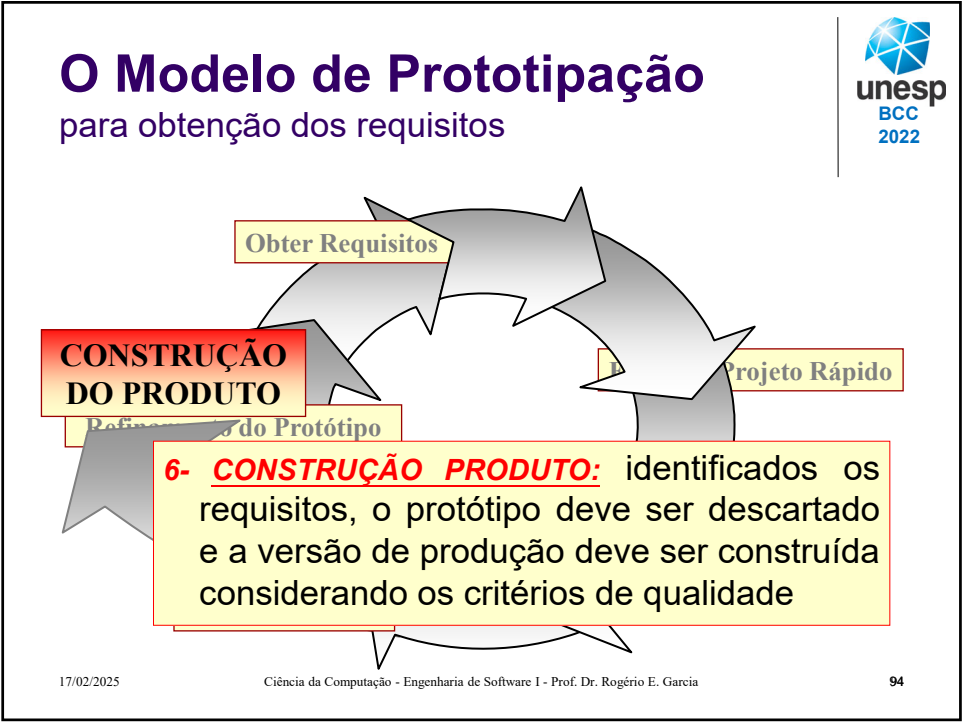 O Modelo de Prototipação
para obtenção dos requisitos
unesp
BCC
2022
Obter Requisitos
CONSTRUÇÃO
DO PRODUTO
Projeto Rápido
do Protótipo
6- CONSTRUÇÃO PRODUTO: identificados os
requisitos, o protótipo deve ser descartado
e a versão de produção deve ser construída
considerando os critérios de qualidade
17/02/2025
Ciência da Computação - Engenharia de Software I - Prof. Dr. Rogério E. Garcia
94